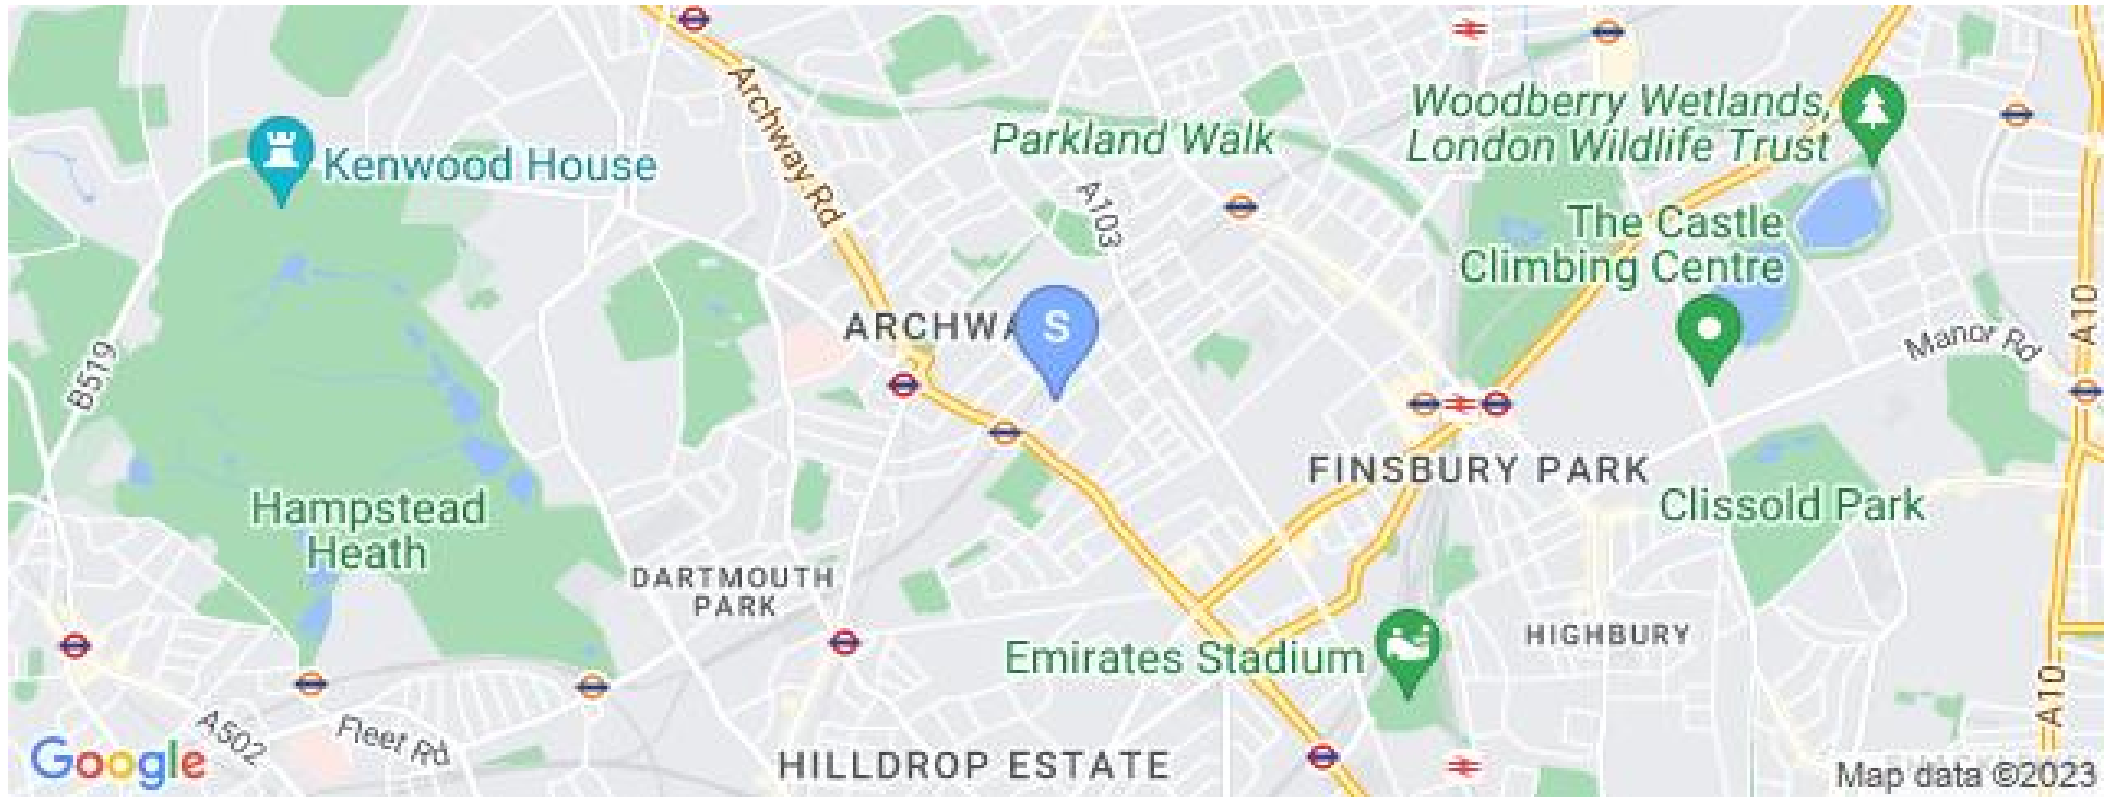 Archway Rd
Woodberry Wetlands,
London Wildlife Trust
Parkland Walk
Kenwood House
A103
The Castle
Climbing Centre
ARCHWA
S
A10
Manor Rd
B519
FINSBURY PARK
Clissold Park
Hampstead
Heath
DARTMOUTH
PARK
HIGHBURY
Emirates Stadium
A10
A502
Fleet Rd
Google
HILLDROP ESTATE
Map data ©2023